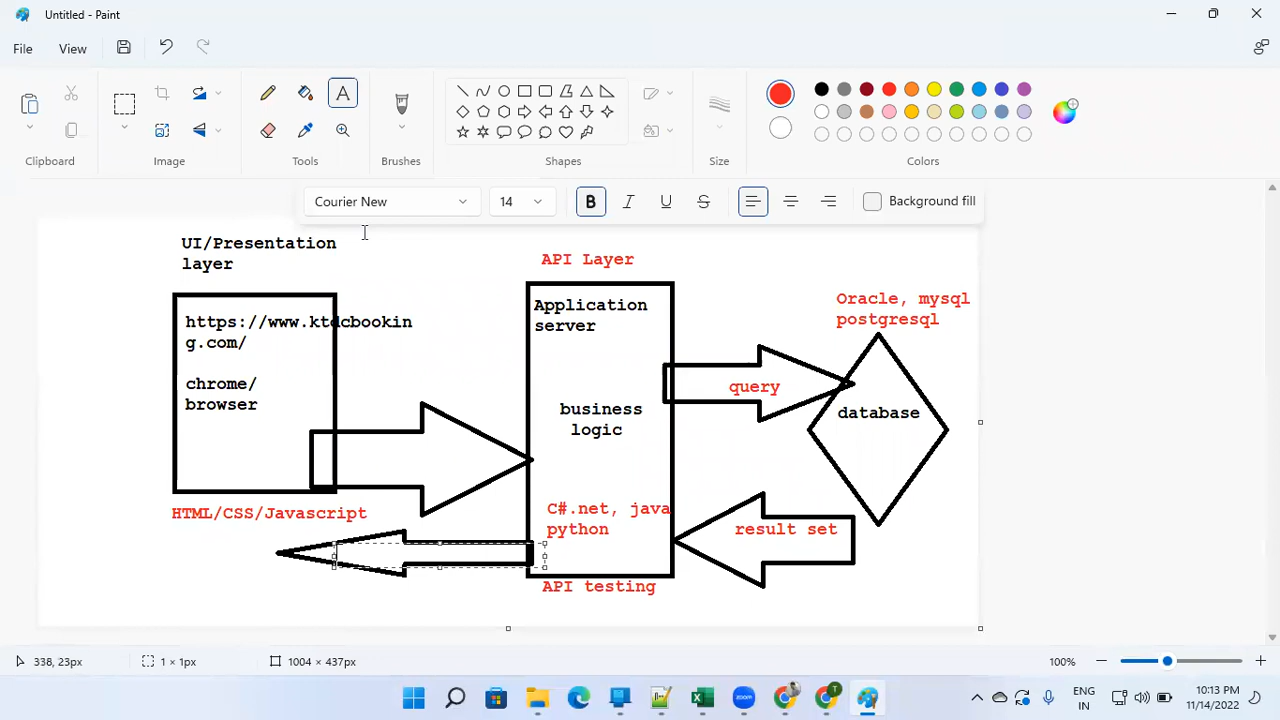 Untitled - Paint
File
View
Clipboard
Image
Tools
Brushes
Shapes
Size
Colors
Courier New
14
B
I
U
S
Background fill
UI/Presentation
layer
https://www.ktdcbookin
g.com/
chrome/
browser
HTML/CSS/Javascript
API Layer
Application
server
business
logic
C#.net, java
python
API testing
query
result set
Oracle, mysql
postgresql
database
338, 23px
1 × 1px
1004 × 437px
100%
zoom
T
ENG
IN
10:13 PM
11/14/2022